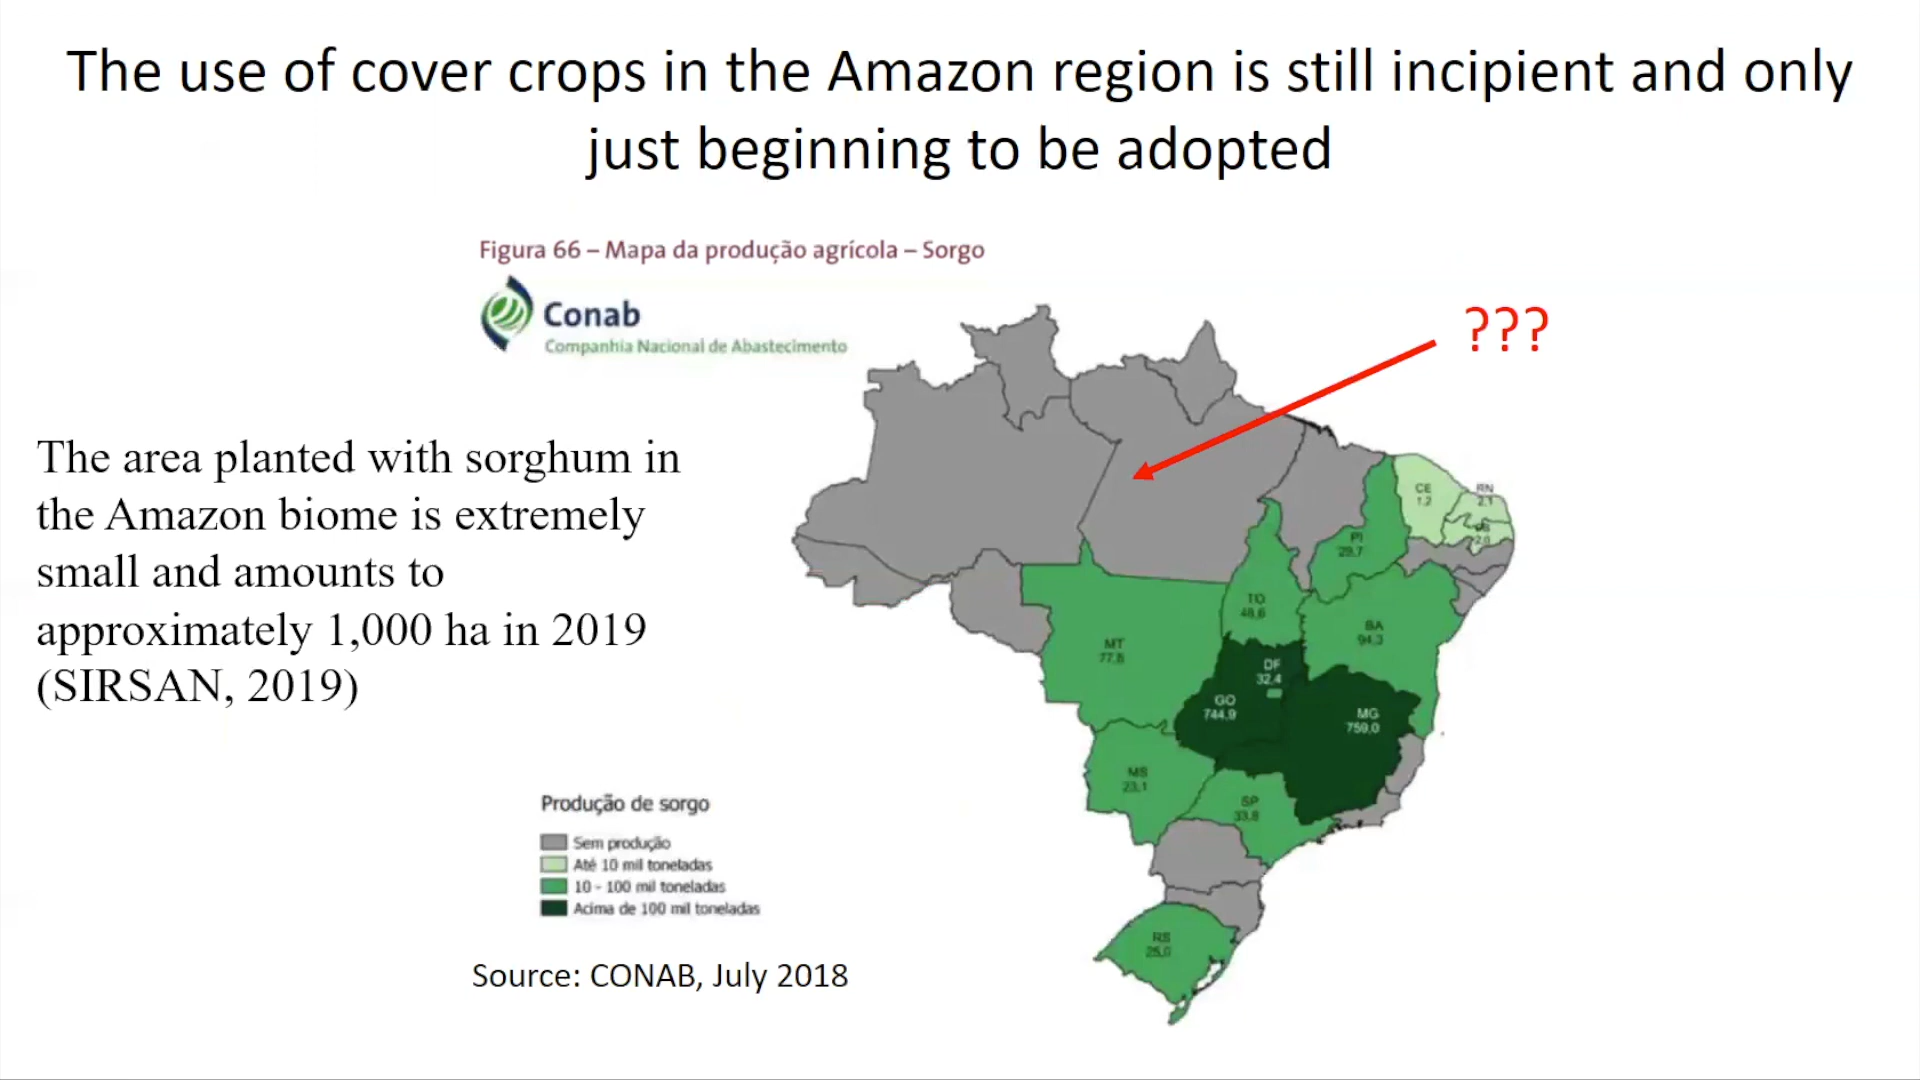 The use of cover crops in the Amazon region is still incipient and only
just beginning to be adopted
Figura 66 – Mapa da produção agrícola – Sorgo
Conab
Companhia Nacional de Abastecimento
???
The area planted with sorghum in
the Amazon biome is extremely
small and amounts to
approximately 1,000 ha in 2019
(SIRSAN, 2019)
CE
1,2
RN
2,1
2,0
PI
29,7
TO
48,6
BA
94,3
MT
DF
32,4
GO
744,9
MG
759,0
MS
23,1
SP
33,8
RS
Produção de sorgo
Sem produção
Até 10 mil toneladas
10 - 100 mil toneladas
Acima de 100 mil toneladas
Source: CONAB, July 2018